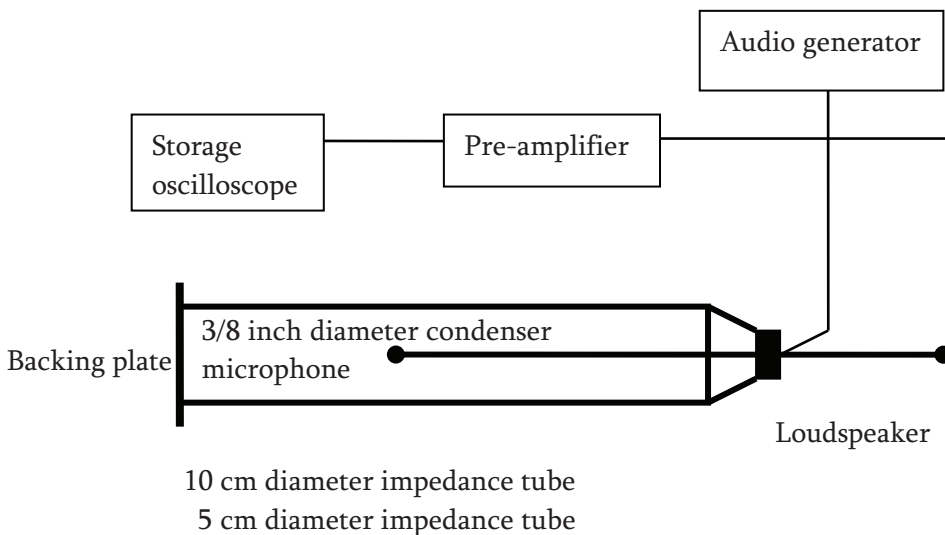 Audio generator
Storage
oscilloscope
Pre-amplifier
3/8 inch diameter condenser
microphone
Backing plate
Loudspeaker
10 cm diameter impedance tube
5 cm diameter impedance tube